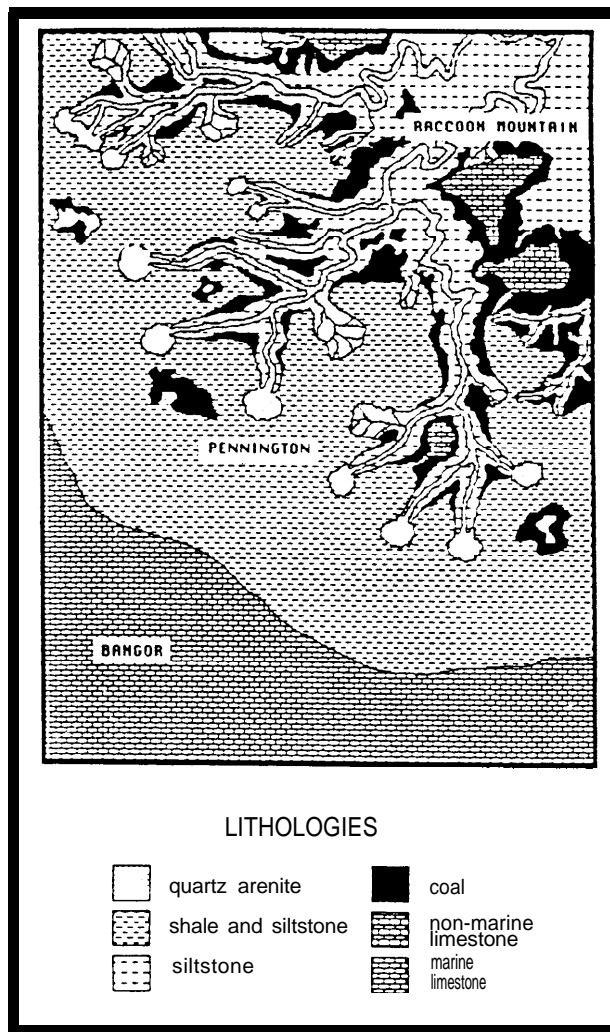 RACCOON MOUNTAIN
PENNINGTON
BANGOR
LITHOLOGIES
quartz arenite
shale and siltstone
siltstone
coal
non-marine
limestone
marine
limestone